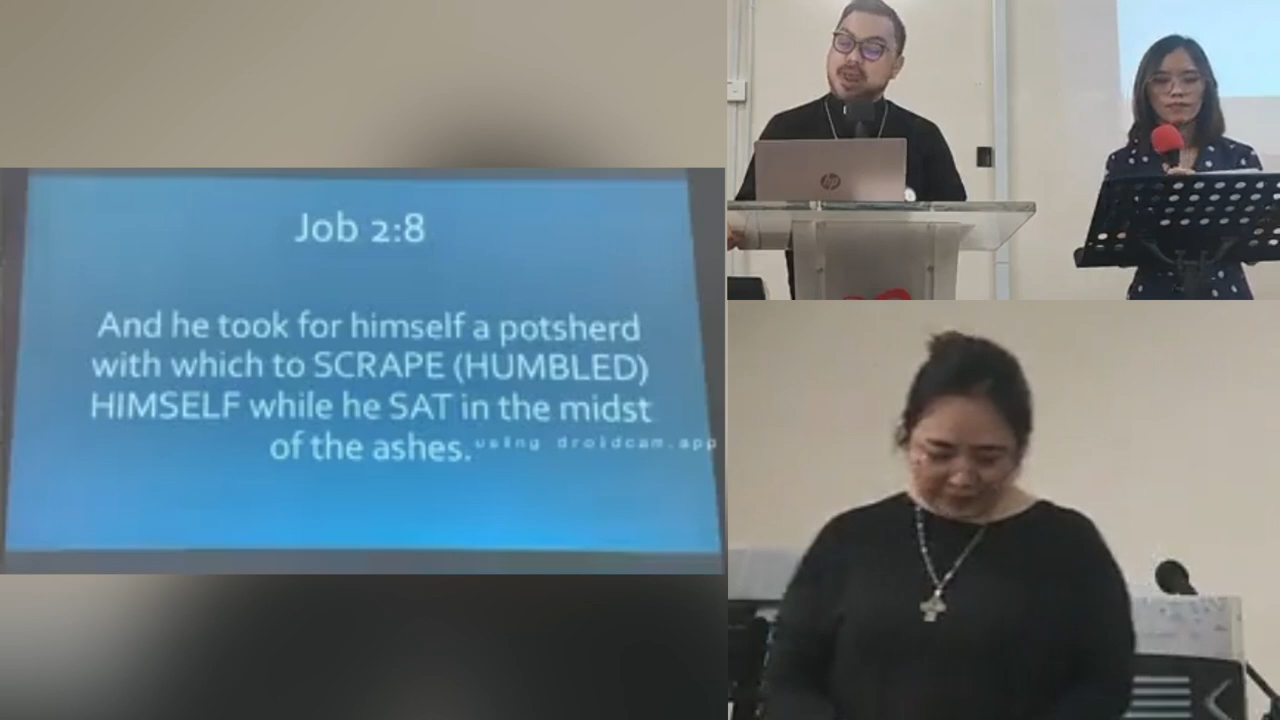 Job 2:8
And he took for himself a potsherd
with which to SCRAPE (HUMBLED)
HIMSELF while he SAT in the midst
of the ashes.
using droidcam.app
hp